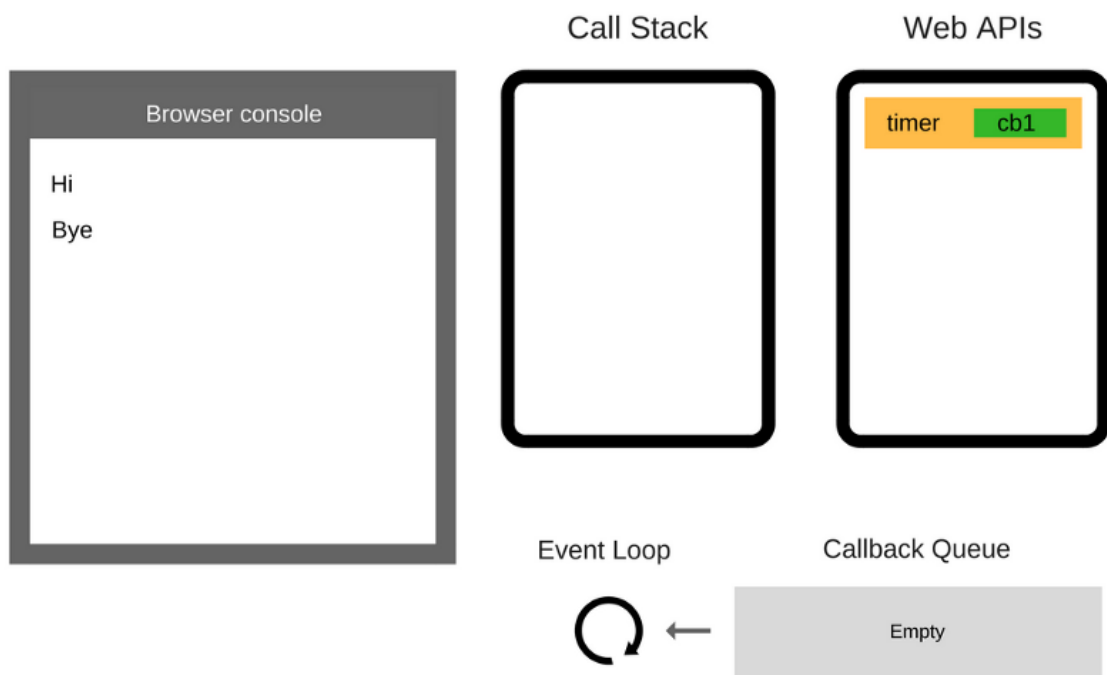 Call Stack
Web APIs
Browser console
timer
cb1
Hi
Bye
Event Loop
Callback Queue
Empty